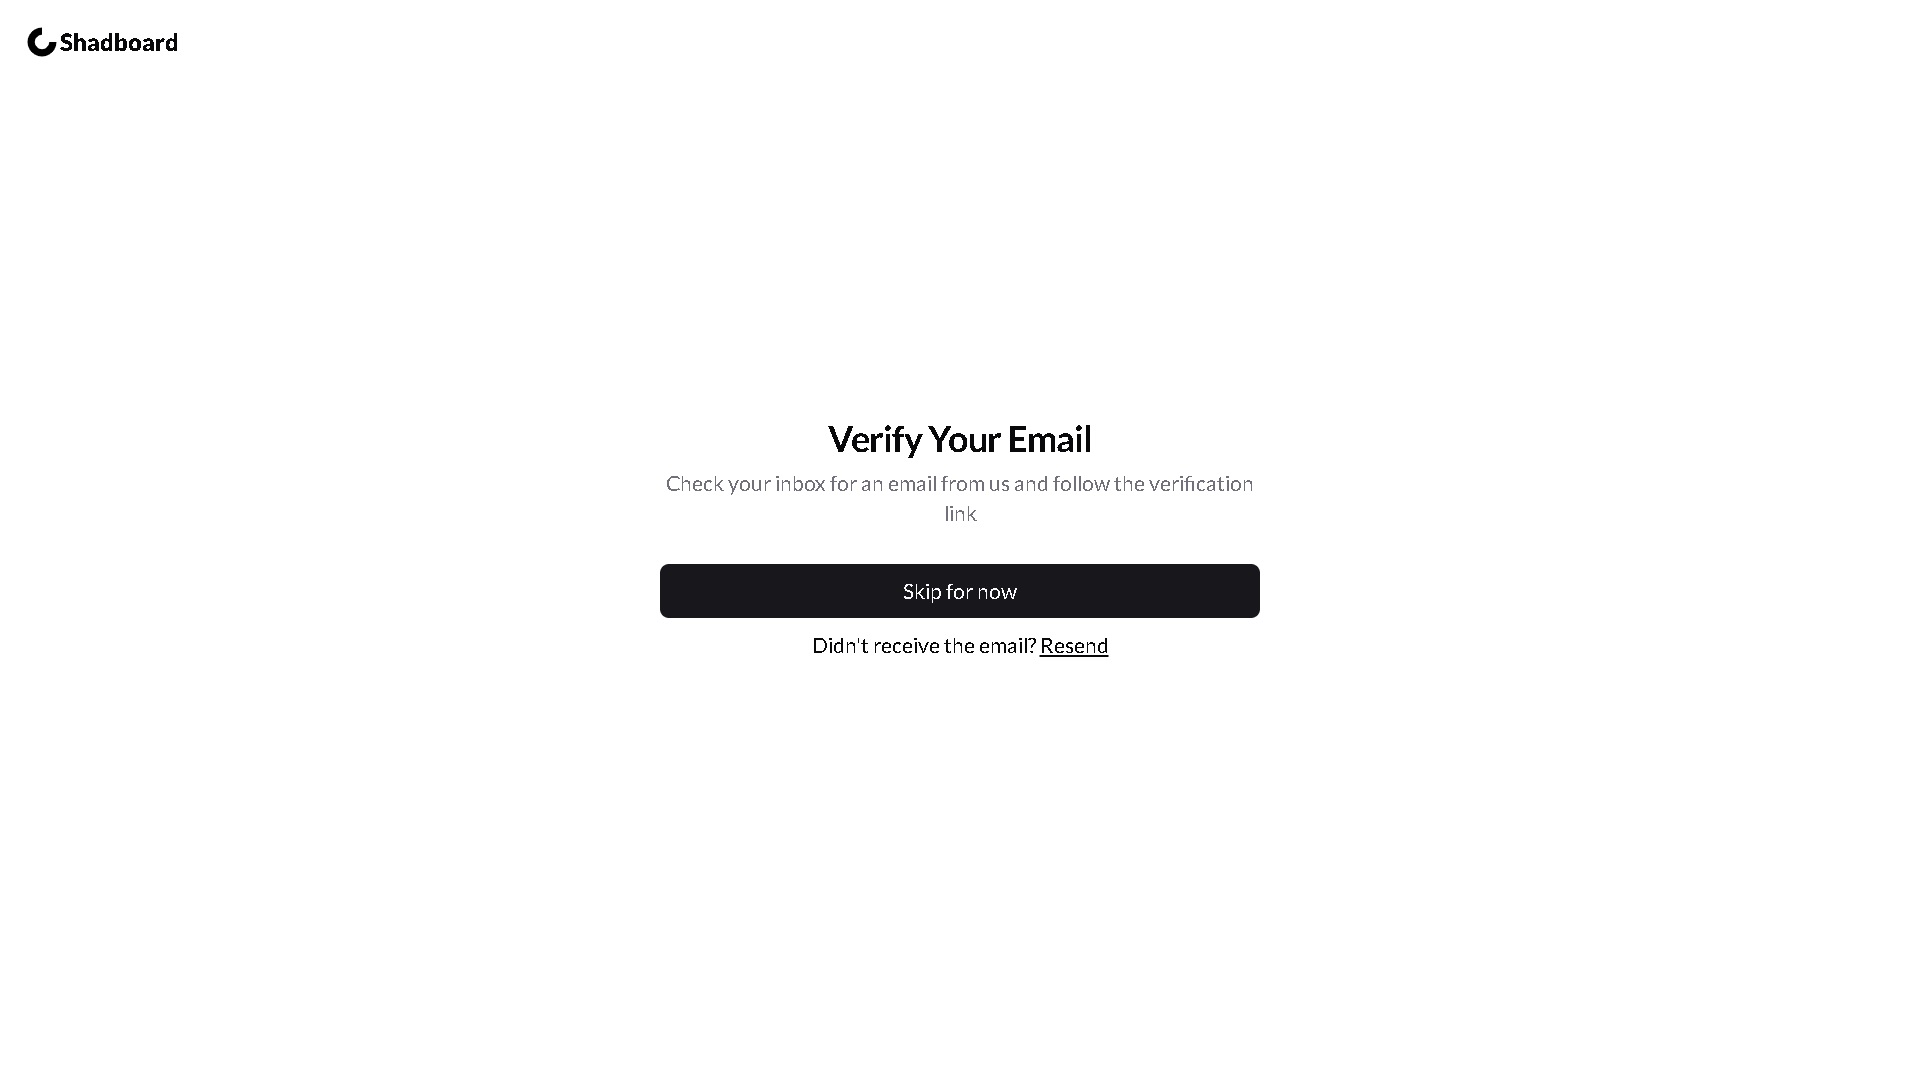 Shadboard
Verify Your Email
Check your inbox for an email from us and follow the verification
link
Skip for now
Didn't receive the email? Resend